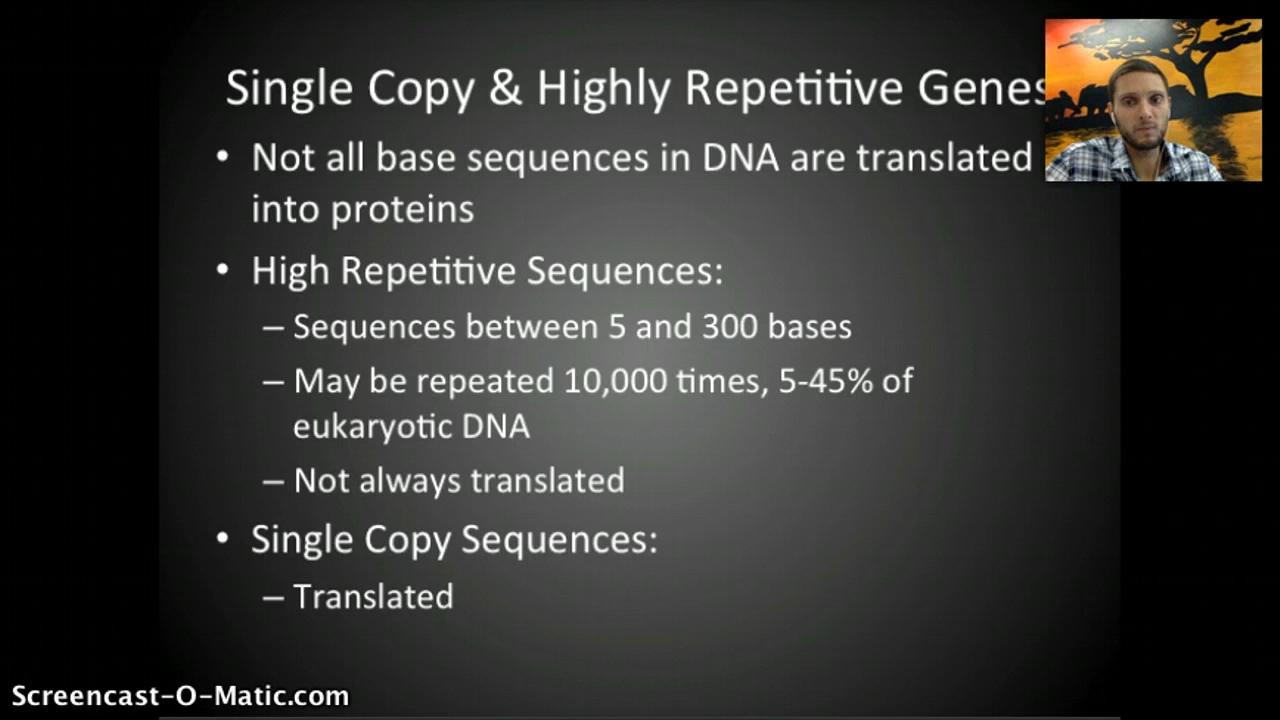 Single Copy & Highly Repetitive Genes
• Not all base sequences in DNA are translated
into proteins
• High Repetitive Sequences:
– Sequences between 5 and 300 bases
– May be repeated 10,000 times, 5-45% of
eukaryotic DNA
– Not always translated
• Single Copy Sequences:
– Translated
Screencast-O-Matic.com